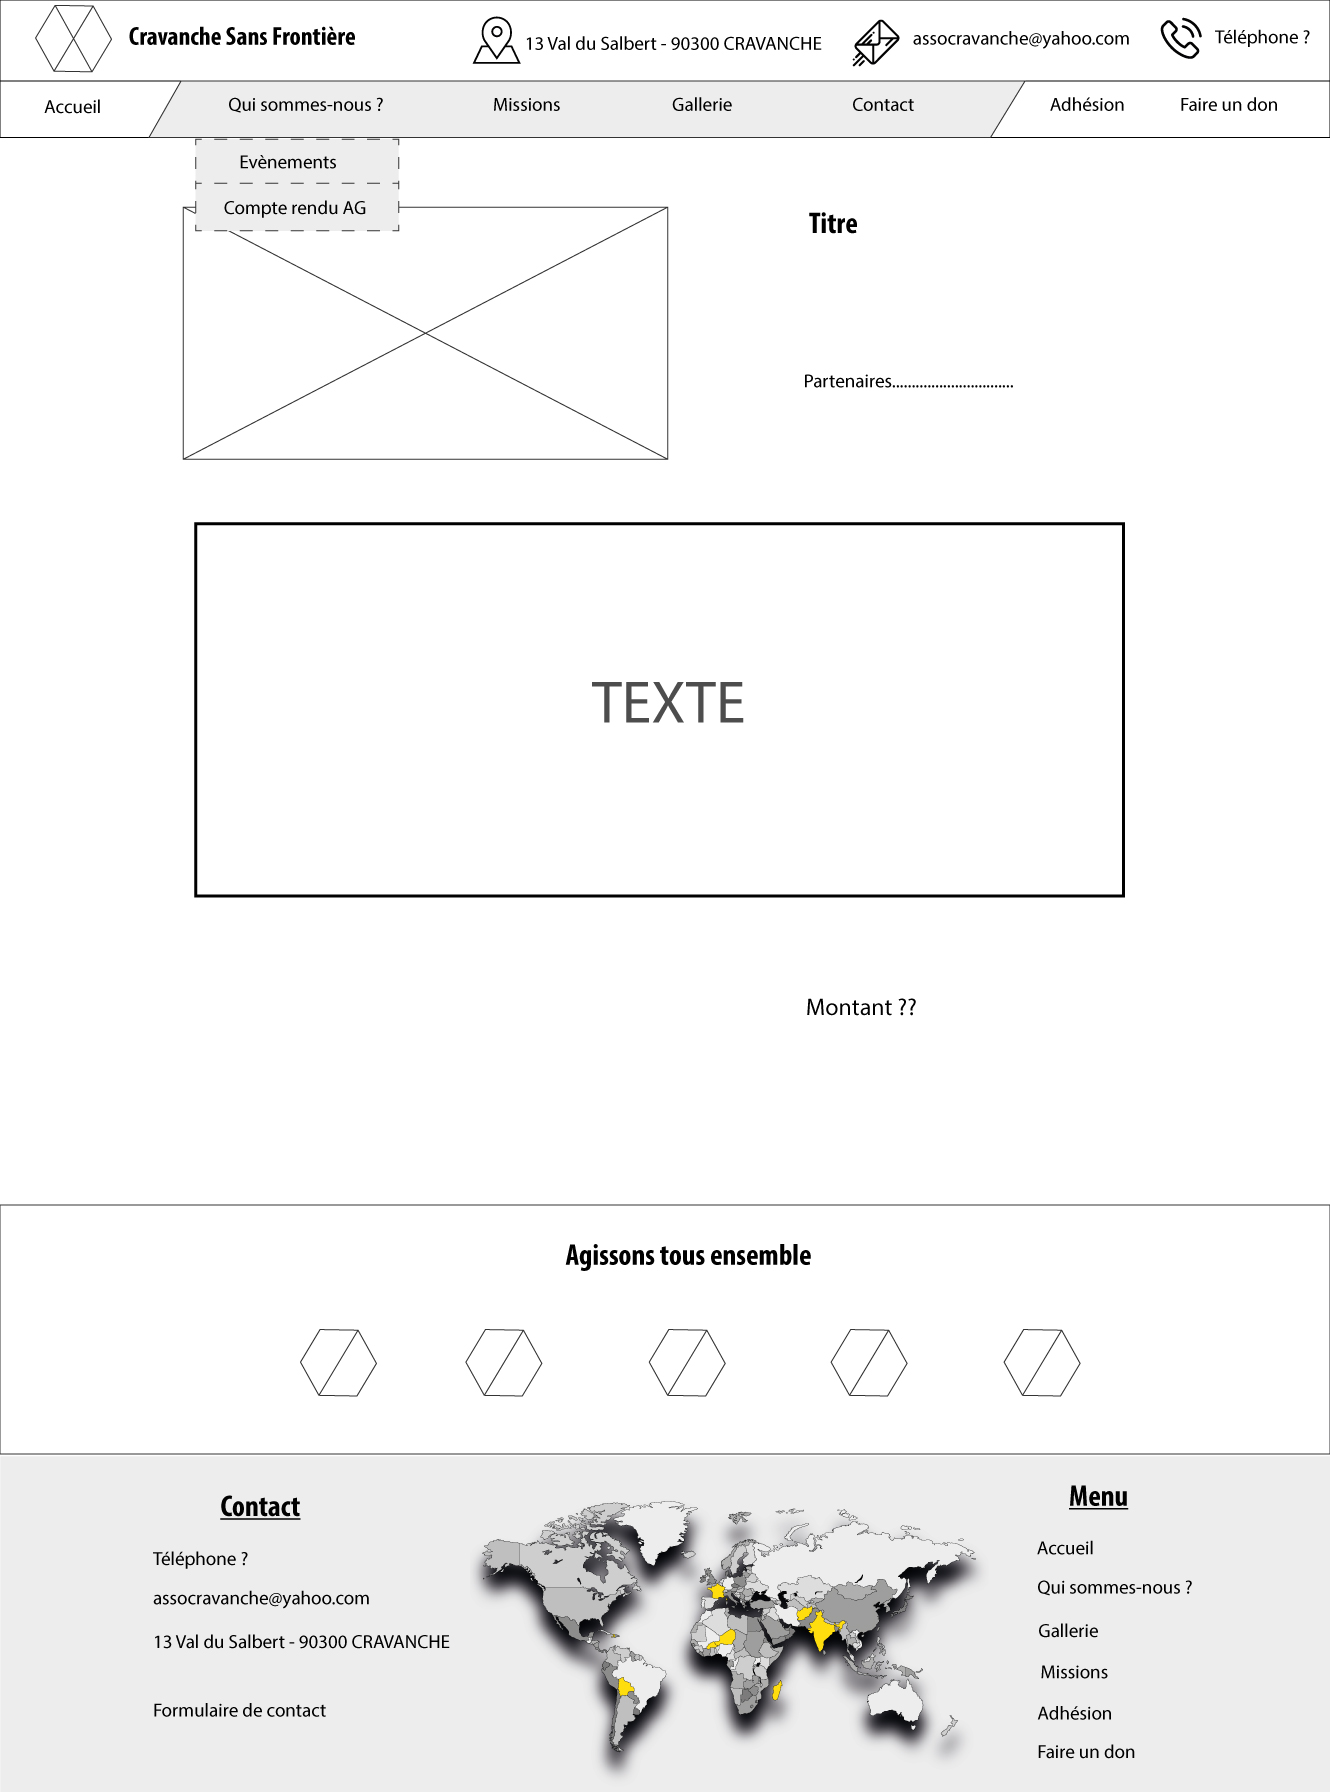 Cravanche Sans Frontière
13 Val du Salbert - 90300 CRAVANCHE
assocravanche@yahoo.com
Téléphone ?
Accueil
Qui sommes-nous ?
Missions
Gallerie
Contact
Adhésion
Faire un don
Evènements
Compte rendu AG
Titre
Partenaires...............................
TEXTE
Montant ??
Agissons tous ensemble
Contact
Téléphone ?
assocravanche@yahoo.com
13 Val du Salbert - 90300 CRAVANCHE
Formulaire de contact
Menu
Accueil
Qui sommes-nous ?
Gallerie
Missions
Adhésion
Faire un don